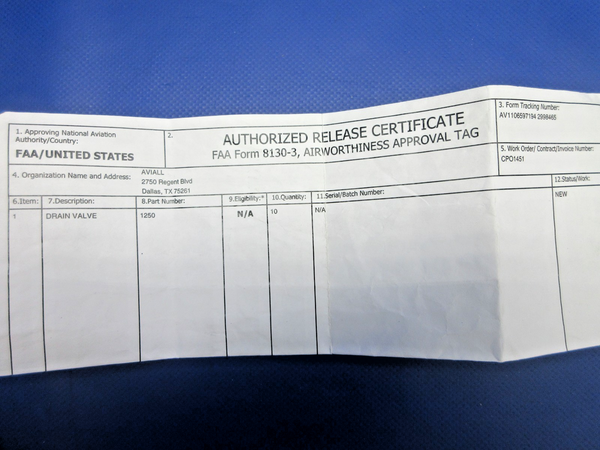 1. Approving National Aviation
Authority/Country:
FAA/UNITED STATES
2.
AUTHORIZED RELEASE CERTIFICATE
FAA Form 8130-3, AIRWORTHINESS APPROVAL TAG
3. Form Tracking Number:
AV1106597194 2998465
4. Organization Name and Address:
AVIALL
2750 Regent Blvd
Dallas, TX 75261
5. Work Order/ Contract/Invoice Number:
CPO1451
6.Item: 7.Description: 8.Part Number: 9.Eligibility:* 10.Quantity: 11.Serial/Batch Number: 12.Status/Work:
1 DRAIN VALVE 1250 N/A 10 N/A NEW